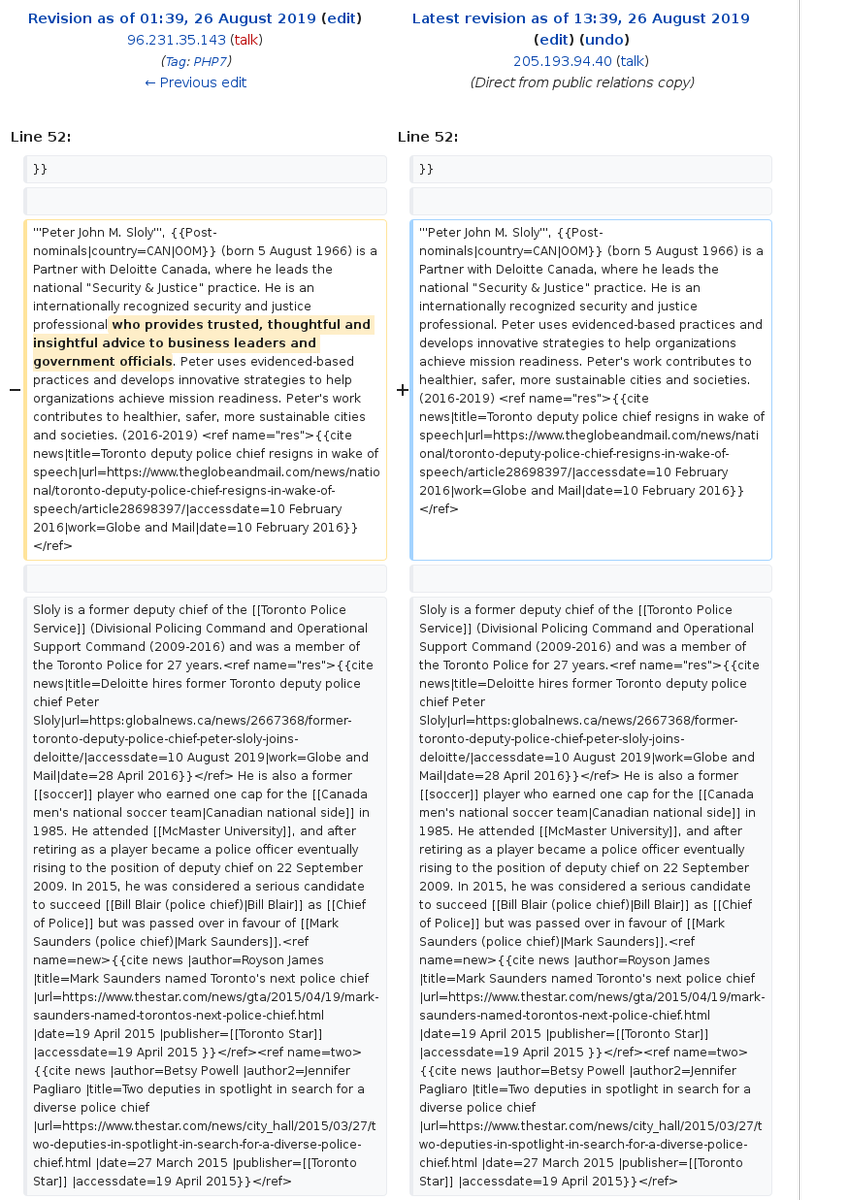 Revision as of 01:39, 26 August 2019 (edit)
96.231.35.143 (talk)
(Tag: PHP7)
← Previous edit
Latest revision as of 13:39, 26 August 2019
(edit) (undo)
205.193.94.40 (talk)
(Direct from public relations copy)
Line 52:
Line 52:
}}
}}
−
'''Peter John M. Sloly''', {{Post-
nominals|country=CAN|OOM}} (born 5 August 1966) is a
Partner with Deloitte Canada, where he leads the
national "Security & Justice" practice. He is an
internationally recognized security and justice
professional who provides trusted, thoughtful and
insightful advice to business leaders and
government officials. Peter uses evidenced-based
practices and develops innovative strategies to help
organizations achieve mission readiness. Peter's work
contributes to healthier, safer, more sustainable cities
and societies. (2016-2019) <ref name="res">{{cite
news|title=Toronto deputy police chief resigns in wake of
speech|url=https://www.theglobeandmail.com/news/natio
nal/toronto-deputy-police-chief-resigns-in-wake-of-
speech/article28698397/|accessdate=10 February
2016|work=Globe and Mail|date=10 February 2016}}
</ref>
+
'''Peter John M. Sloly''', {{Post-
nominals|country=CAN|OOM}} (born 5 August 1966) is a
Partner with Deloitte Canada, where he leads the
national "Security & Justice" practice. He is an
internationally recognized security and justice
professional. Peter uses evidenced-based practices and
develops innovative strategies to help organizations
achieve mission readiness. Peter's work contributes to
healthier, safer, more sustainable cities and societies.
(2016-2019) <ref name="res">{{cite
news|title=Toronto deputy police chief resigns in wake of
speech|url=https://www.theglobeandmail.com/news/nati
onal/toronto-deputy-police-chief-resigns-in-wake-of-
speech/article28698397/|accessdate=10 February
2016|work=Globe and Mail|date=10 February 2016}}
</ref>
Sloly is a former deputy chief of the [[Toronto Police
Service]] (Divisional Policing Command and Operational
Support Command (2009-2016) and was a member of
the Toronto Police for 27 years.<ref name="res">{{cite
news|title=Deloitte hires former Toronto deputy police
chief Peter
Sloly|url=https:globalnews.ca/news/2667368/former-
toronto-deputy-police-chief-peter-sloly-joins-
deloitte/|accessdate=10 August 2019|work=Globe and
Mail|date=28 April 2016}}</ref> He is also a former
[[soccer]] player who earned one cap for the [[Canada
men's national soccer team|Canadian national side]] in
1985. He attended [[McMaster University]], and after
retiring as a player became a police officer eventually
rising to the position of deputy chief on 22 September
2009. In 2015, he was considered a serious candidate
to succeed [[Bill Blair (police chief)|Bill Blair]] as [[Chief
of Police]] but was passed over in favour of [[Mark
Saunders (police chief)|Mark Saunders]].<ref
name=new>{{cite news |author=Royson James
|title=Mark Saunders named Toronto's next police chief
|url=https://www.thestar.com/news/gta/2015/04/19/mark-
saunders-named-torontos-next-police-chief.html
|date=19 April 2015 |publisher=[[Toronto Star]]
|accessdate=19 April 2015 }}</ref><ref name=two>
{{cite news |author=Betsy Powell |author2=Jennifer
Pagliaro |title=Two deputies in spotlight in search for a
diverse police chief
|url=https://www.thestar.com/news/city_hall/2015/03/27/t
wo-deputies-in-spotlight-in-search-for-a-diverse-police-
chief.html |date=27 March 2015 |publisher=[[Toronto
Star]] |accessdate=19 April 2015}}</ref>
Sloly is a former deputy chief of the [[Toronto Police
Service]] (Divisional Policing Command and Operational
Support Command (2009-2016) and was a member of
the Toronto Police for 27 years.<ref name="res">{{cite
news|title=Deloitte hires former Toronto deputy police
chief Peter
Sloly|url=https:globalnews.ca/news/2667368/former-
toronto-deputy-police-chief-peter-sloly-joins-
deloitte/|accessdate=10 August 2019|work=Globe and
Mail|date=28 April 2016}}</ref> He is also a former
[[soccer]] player who earned one cap for the [[Canada
men's national soccer team|Canadian national side]] in
1985. He attended [[McMaster University]], and after
retiring as a player became a police officer eventually
rising to the position of deputy chief on 22 September
2009. In 2015, he was considered a serious candidate
to succeed [[Bill Blair (police chief)|Bill Blair]] as [[Chief
of Police]] but was passed over in favour of [[Mark
Saunders (police chief)|Mark Saunders]].<ref
name=new>{{cite news |author=Royson James
|title=Mark Saunders named Toronto's next police chief
|url=https://www.thestar.com/news/gta/2015/04/19/mark-
saunders-named-torontos-next-police-chief.html
|date=19 April 2015 |publisher=[[Toronto Star]]
|accessdate=19 April 2015 }}</ref><ref name=two>
{{cite news |author=Betsy Powell |author2=Jennifer
Pagliaro |title=Two deputies in spotlight in search for a
diverse police chief
|url=https://www.thestar.com/news/city_hall/2015/03/27/t
wo-deputies-in-spotlight-in-search-for-a-diverse-police-
chief.html |date=27 March 2015 |publisher=[[Toronto
Star]] |accessdate=19 April 2015}}</ref>